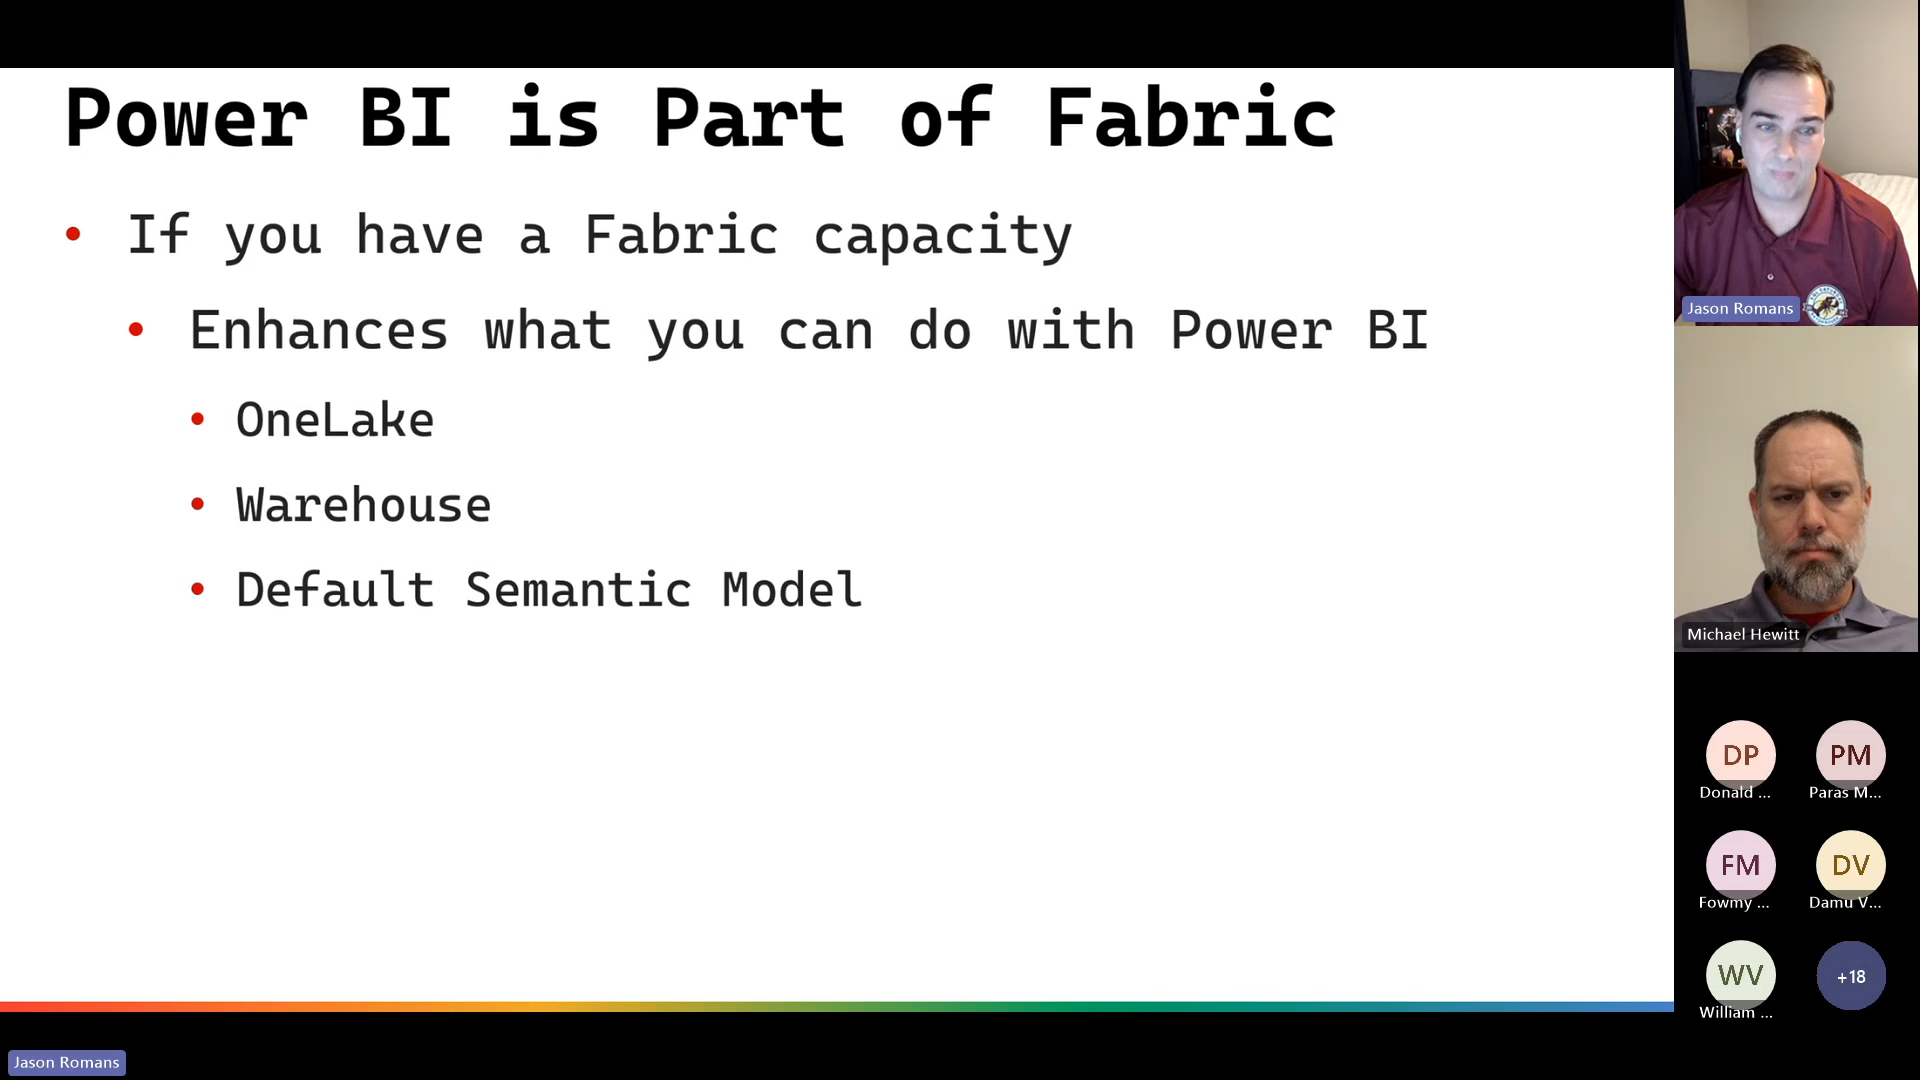 Power BI is Part of Fabric
• If you have a Fabric capacity
• Enhances what you can do with Power BI
• OneLake
• Warehouse
• Default Semantic Model
Jason Romans
Michael Hewitt
DP
Donald ...
PM
Paras M...
FM
Fowmy ...
DV
Damu V...
WV
William ...
+18
Jason Romans